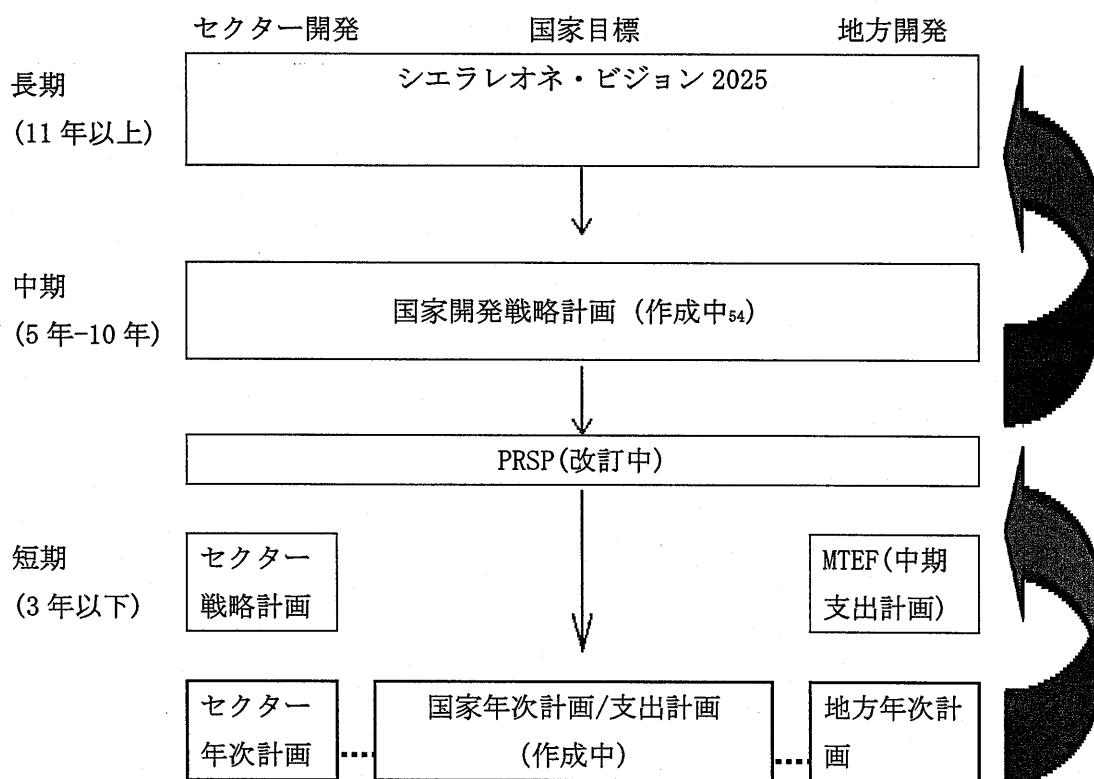 セクター開発 国家目標 地方開発
長期
(11年以上)
シエラレオネ・ビジョン 2025
中期
(5年-10年)
国家開発戦略計画 (作成中54)
PRSP(改訂中)
短期
(3年以下)
セクター
戦略計画
MTEF(中期
支出計画)
セクター
年次計画
国家年次計画/支出計画
(作成中)
地方年次計
画